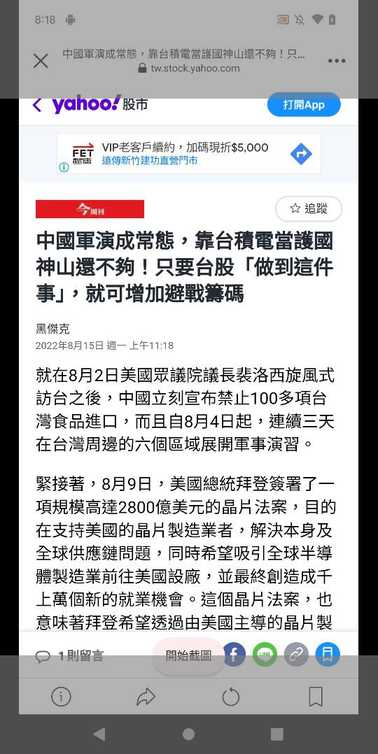 8:18
中國軍演成常態，靠台積電當護國神山還不夠！只...
tw.stock.yahoo.com
yahoo! 股市
打開App
FET
遠傳電信
VIP老客戶續約，加碼現折$5,000
遠傳新竹建功直營門市
今周刊
追蹤
中國軍演成常態，靠台積電當護國
神山還不夠！只要台股「做到這件
事」，就可增加避戰籌碼
黑傑克
2022年8月15日 週一 上午11:18
就在8月2日美國眾議院議長裴洛西旋風式
訪台之後，中國立刻宣布禁止100多項台
灣食品進口，而且自8月4日起，連續三天
在台灣周邊的六個區域展開軍事演習。
緊接著，8月9日，美國總統拜登簽署了一
項規模高達2800億美元的晶片法案，目的
在支持美國的晶片製造業者，解決本身及
全球供應鏈問題，同時希望吸引全球半導
體製造業前往美國設廠，並最終創造成千
上萬個新的就業機會。這個晶片法案，也
意味著拜登希望透過由美國主導的晶片製
1則留言
開始截圖